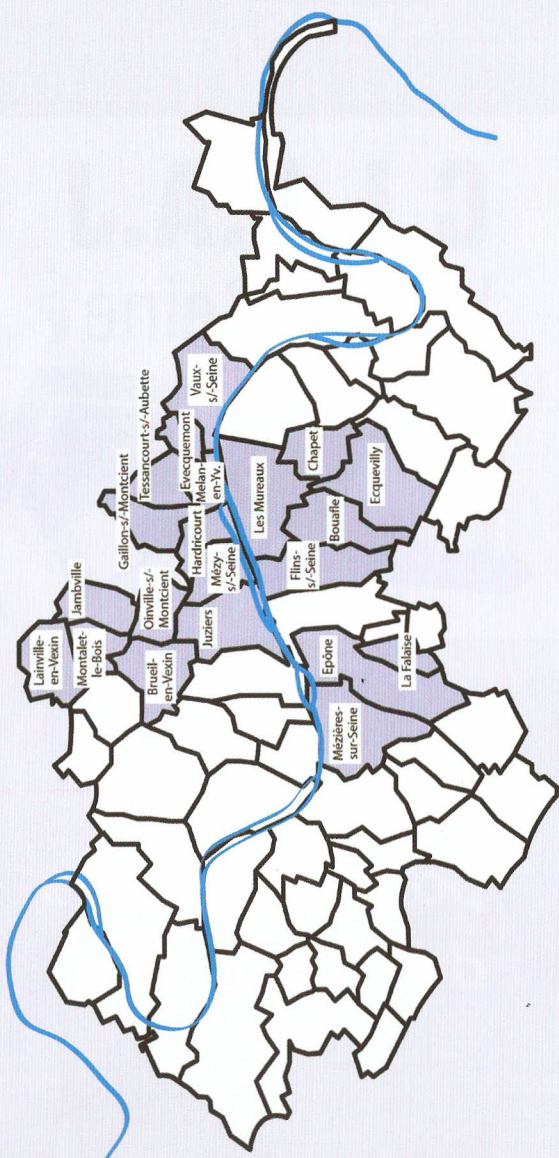 Lainville-
en-Vexin
Jambville
Montalet-
le-Bois
Brueil-
en-Vexin
Oinville-s/-
Montcient
Gaillon-s/-Montcient
Tessancourt-s/-Aubette
Juziers
Hardricourt
Mézy-
s/-Seine
Evecquemont
Melan-
en-Yv.
Vaux-
s/-Seine
Les Mureaux
Chapet
Ecquevilly
Bouafle
Flins-
s/-Seine
Epône
La Falaise
Mézières-
sur-Seine